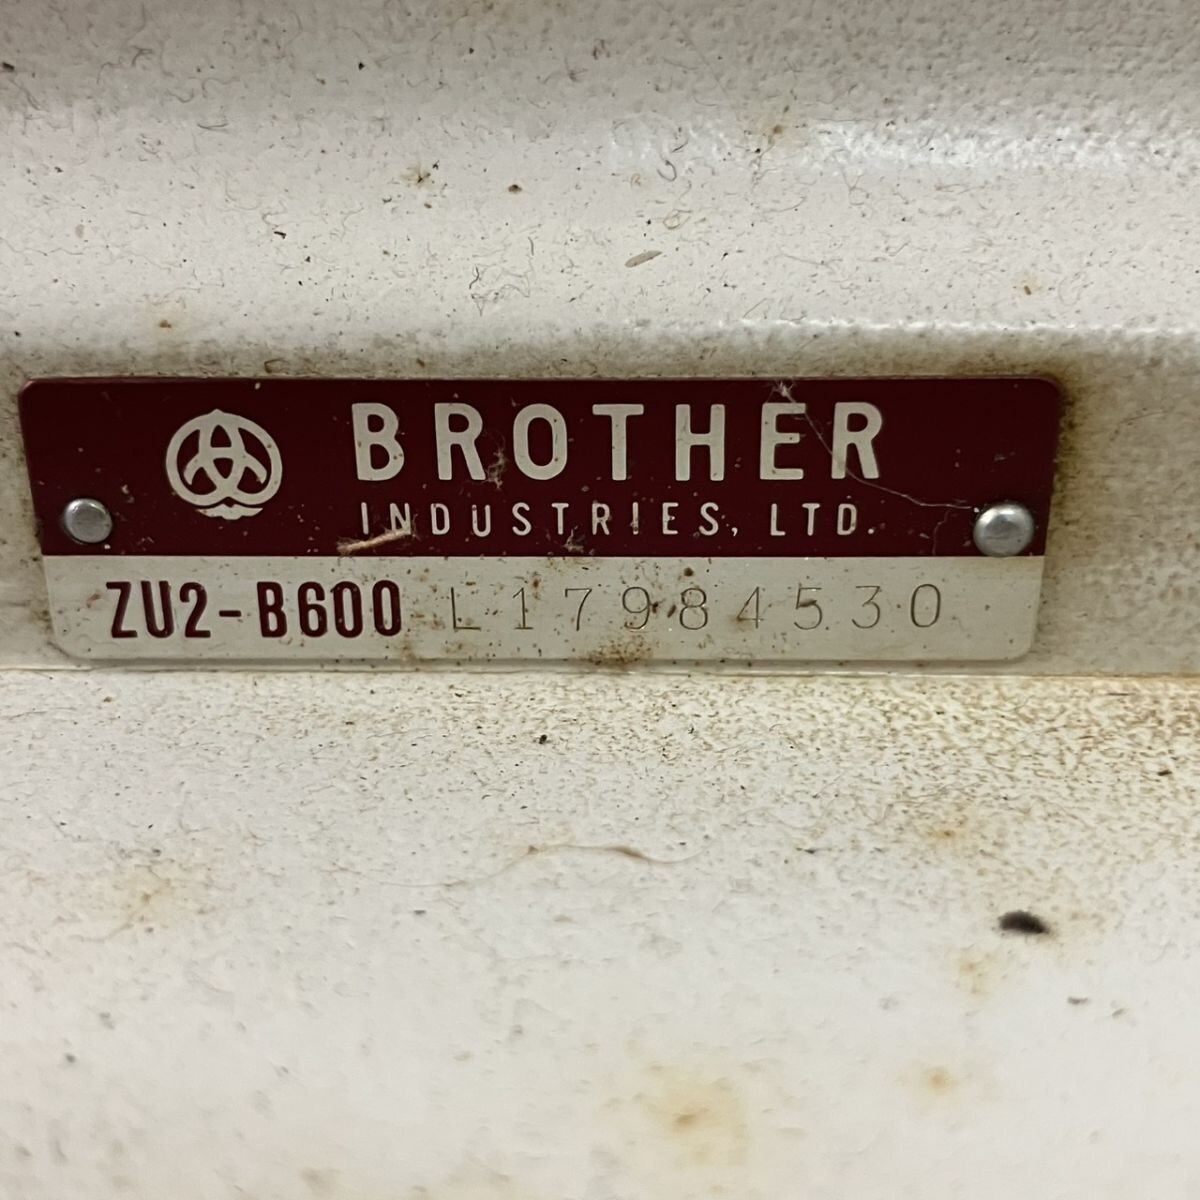 BROTHER
INDUSTRIES, LTD.
ZU2-B600 L17984530